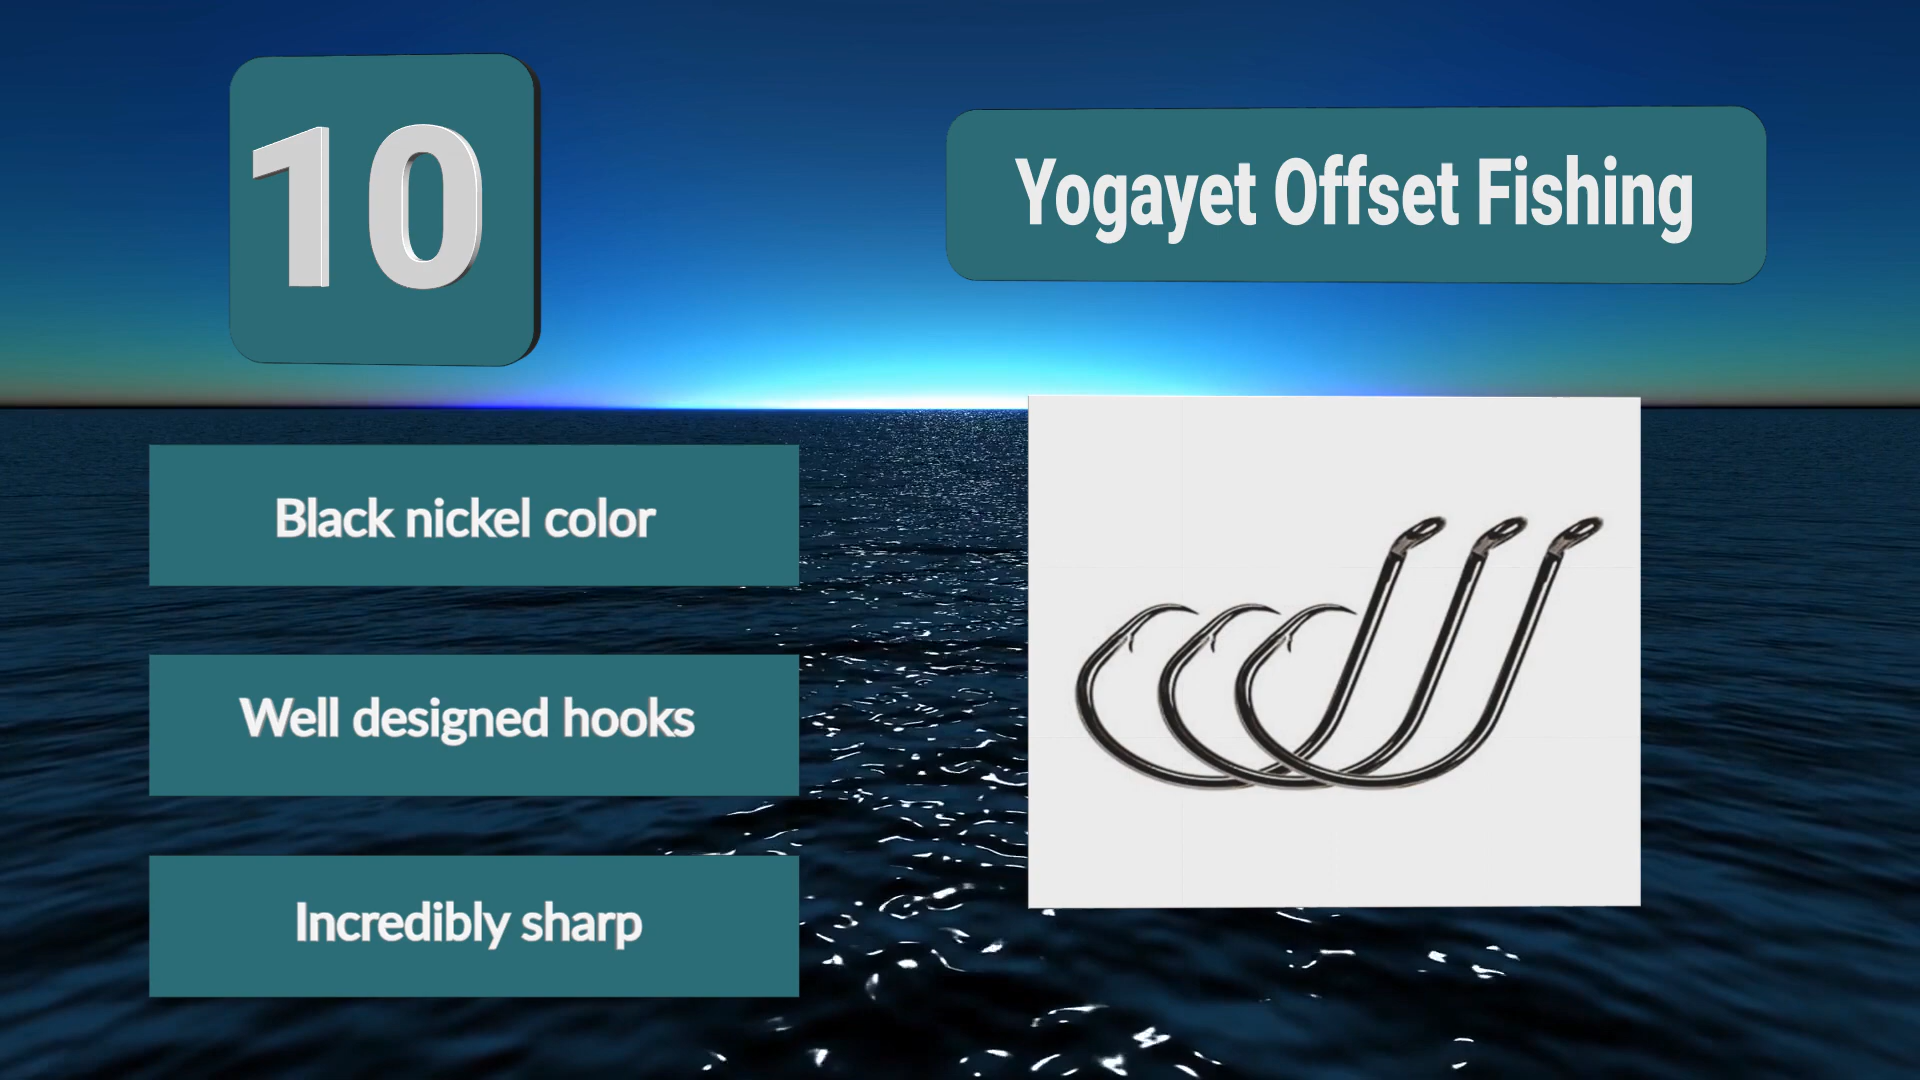 10
Yogayet Offset Fishing
Black nickel color
Well designed hooks
Incredibly sharp